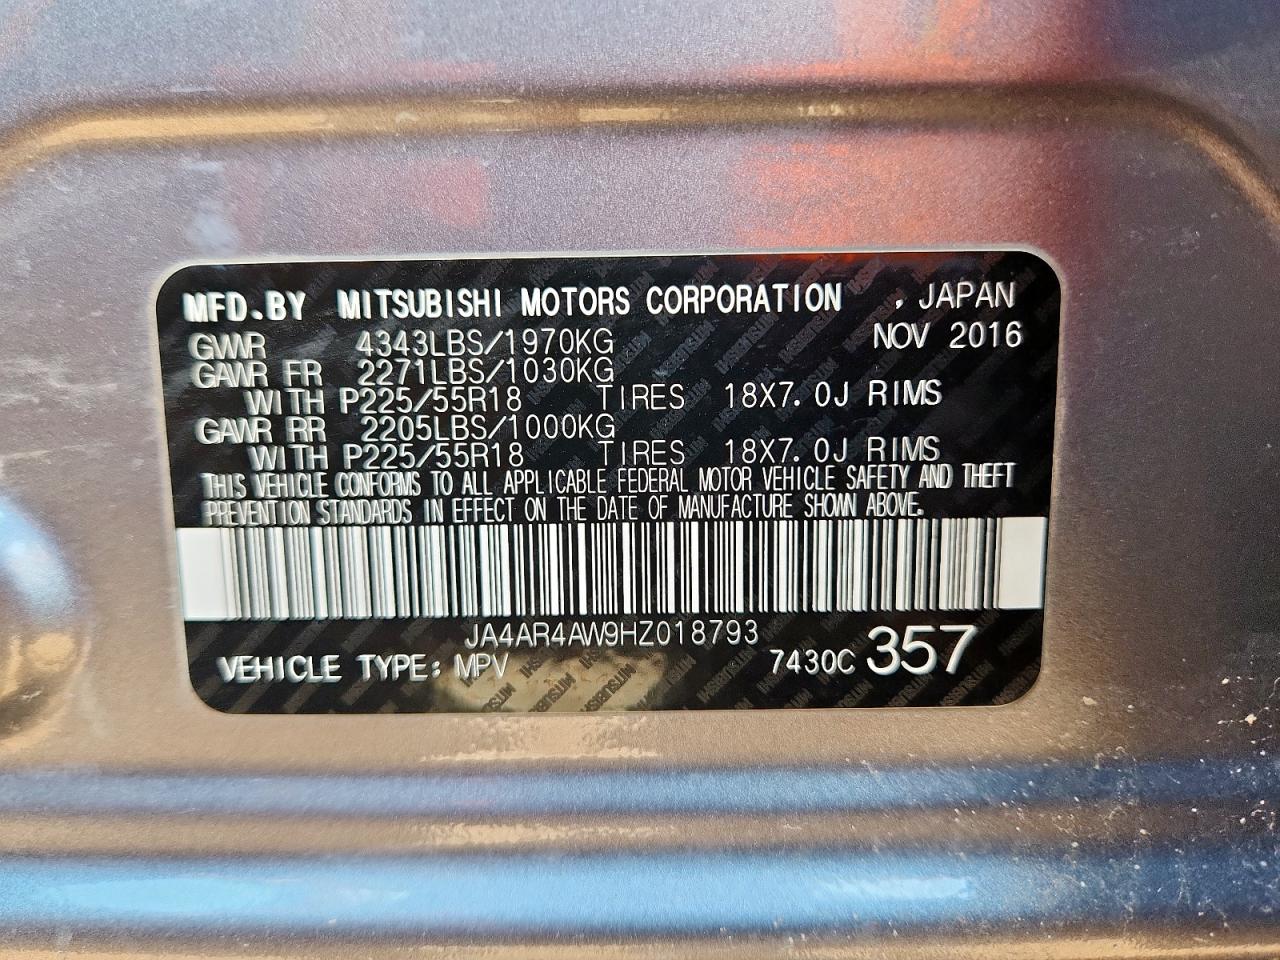 MFD.BY MITSUBISHI MOTORS CORPORATION , JAPAN
GVWR 4343LBS/1970KG NOV 2016
GAWR FR 2271LBS/1030KG
WITH P225/55R18 TIRES 18X7.0J RIMS
GAWR RR 2205LBS/1000KG
WITH P225/55R18 TIRES 18X7.0J RIMS
THIS VEHICLE CONFORMS TO ALL APPLICABLE FEDERAL MOTOR VEHICLE SAFETY AND THEFT
PREVENTION STANDARDS IN EFFECT ON THE DATE OF MANUFACTURE SHOWN ABOVE.
JA4AR4AW9HZ018793
VEHICLE TYPE: MPV 7430C 357